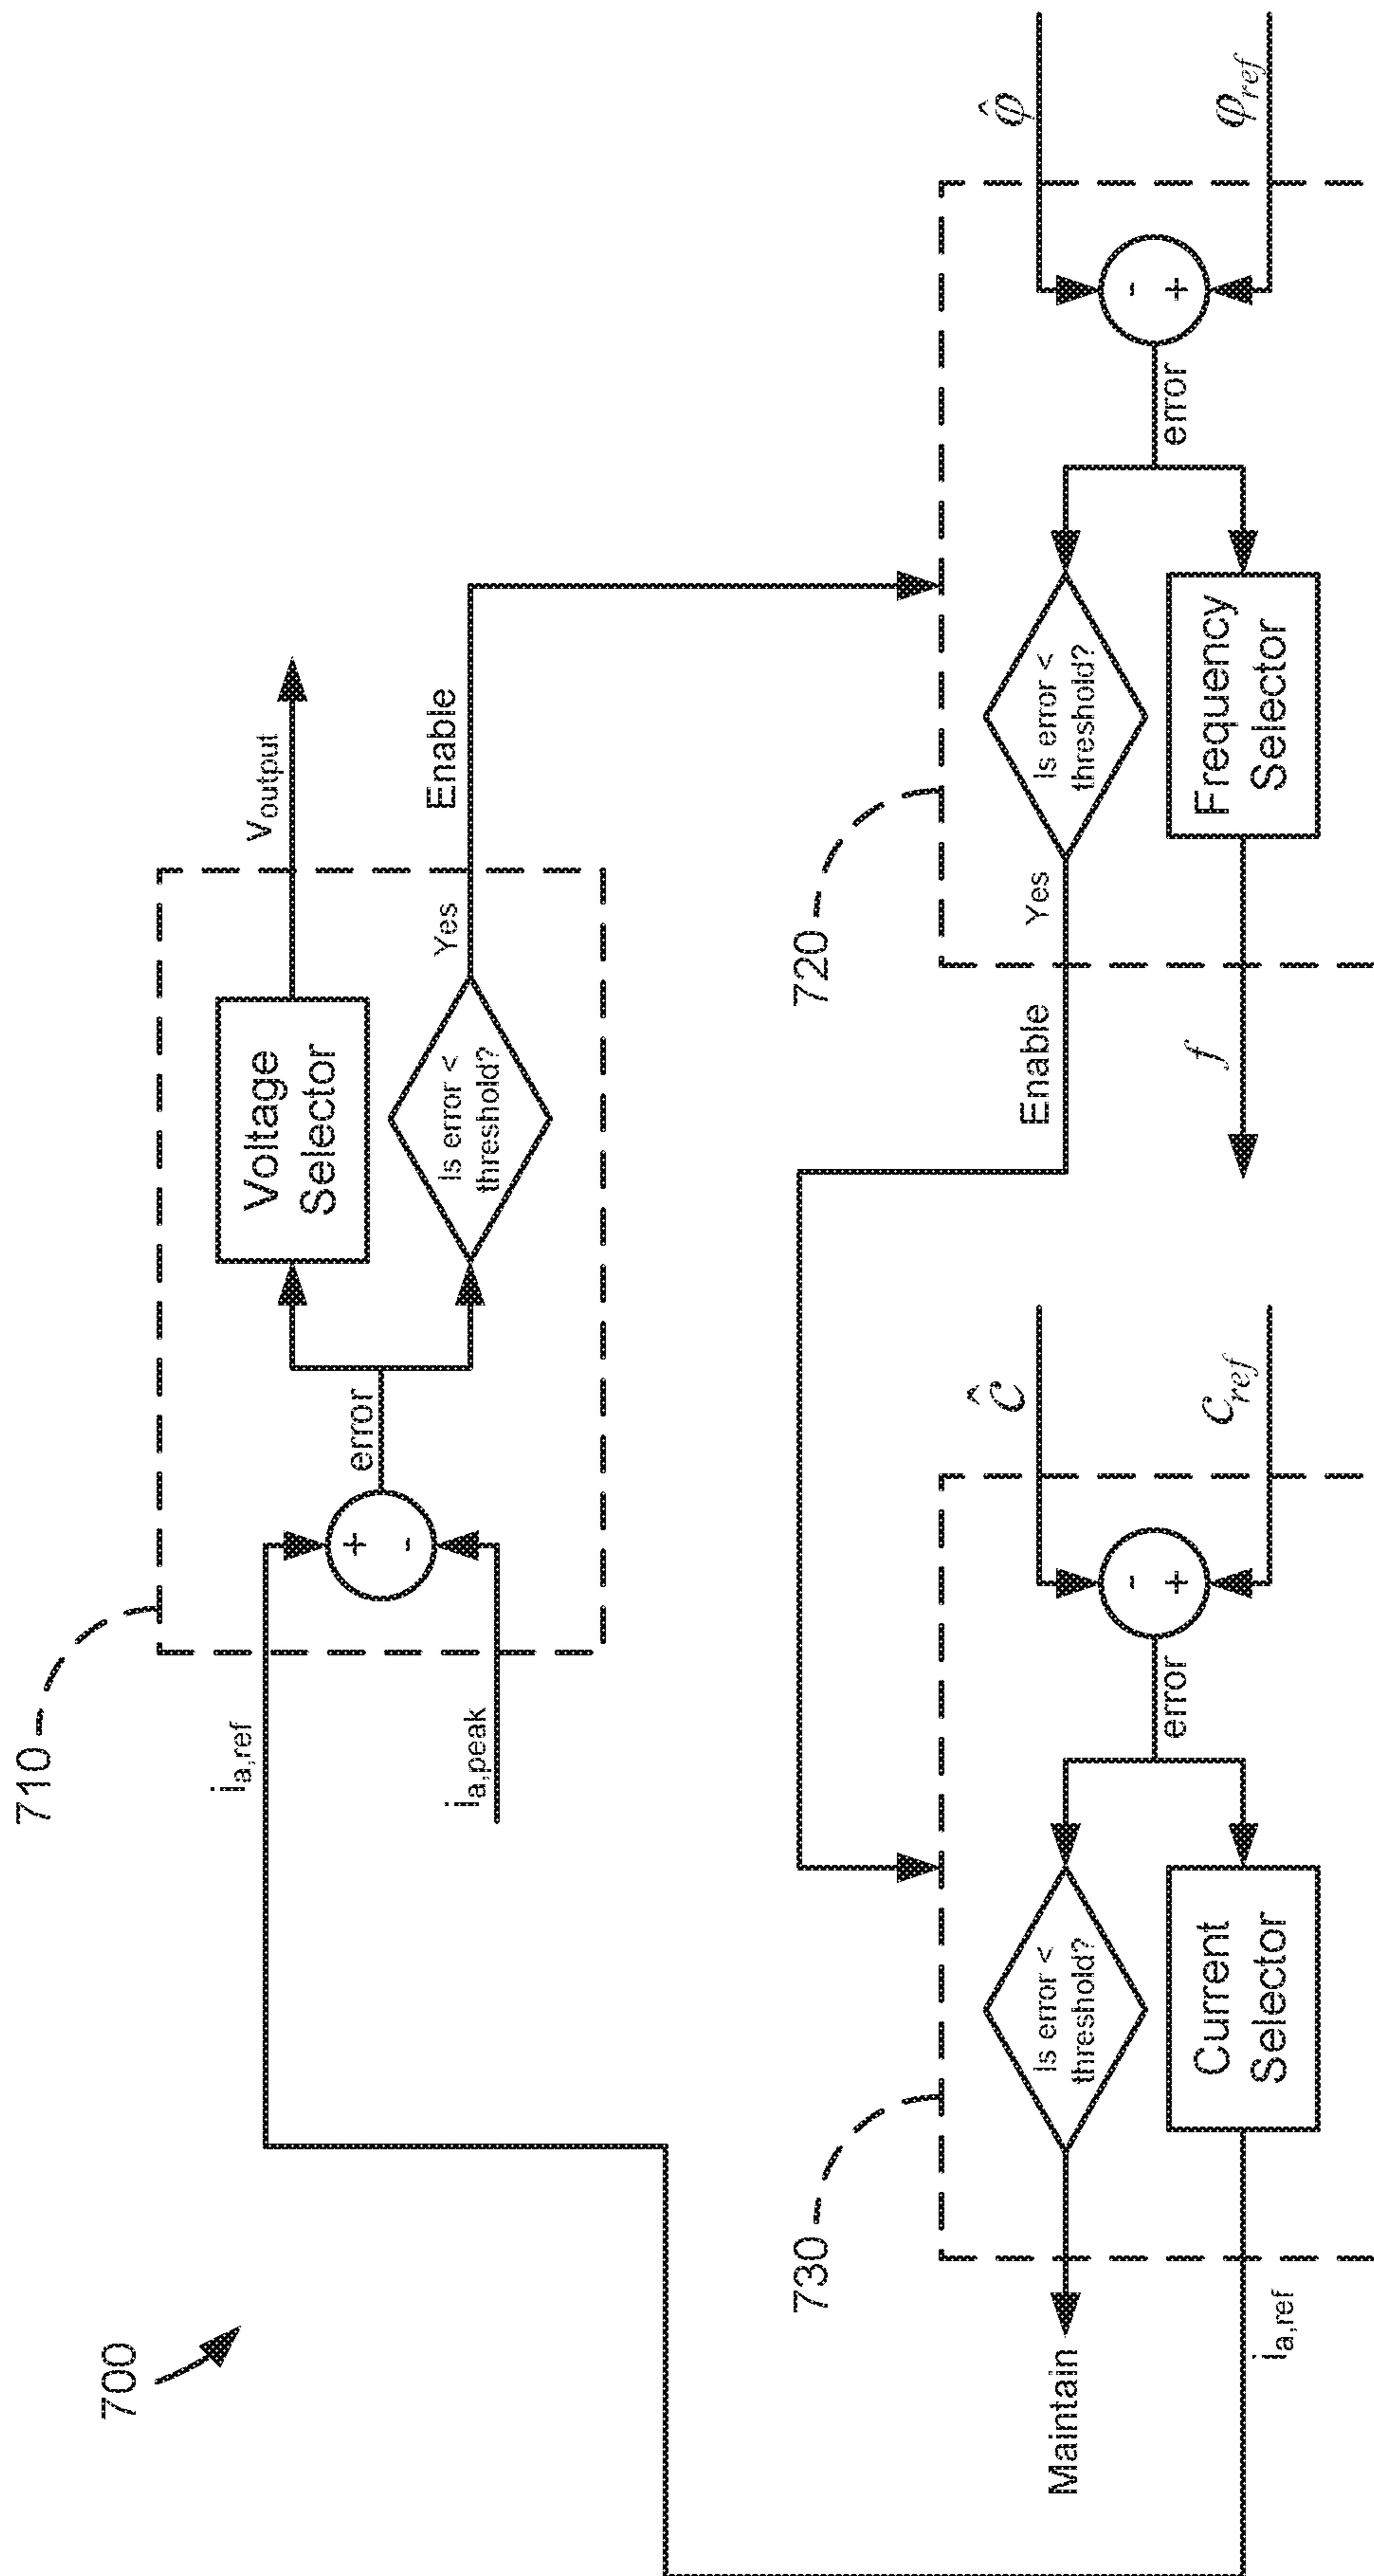 700
710
i_a,ref
i_a,peak
+
-
error
Voltage
Selector
Is error <
threshold?
Yes
v_output
Enable
730
Maintain
i_a,ref
Is error <
threshold?
Current
Selector
error
-
+
Ĉ
C_ref
720
Enable
f
Yes
Is error <
threshold?
Frequency
Selector
error
-
+
φ̂
φ_ref